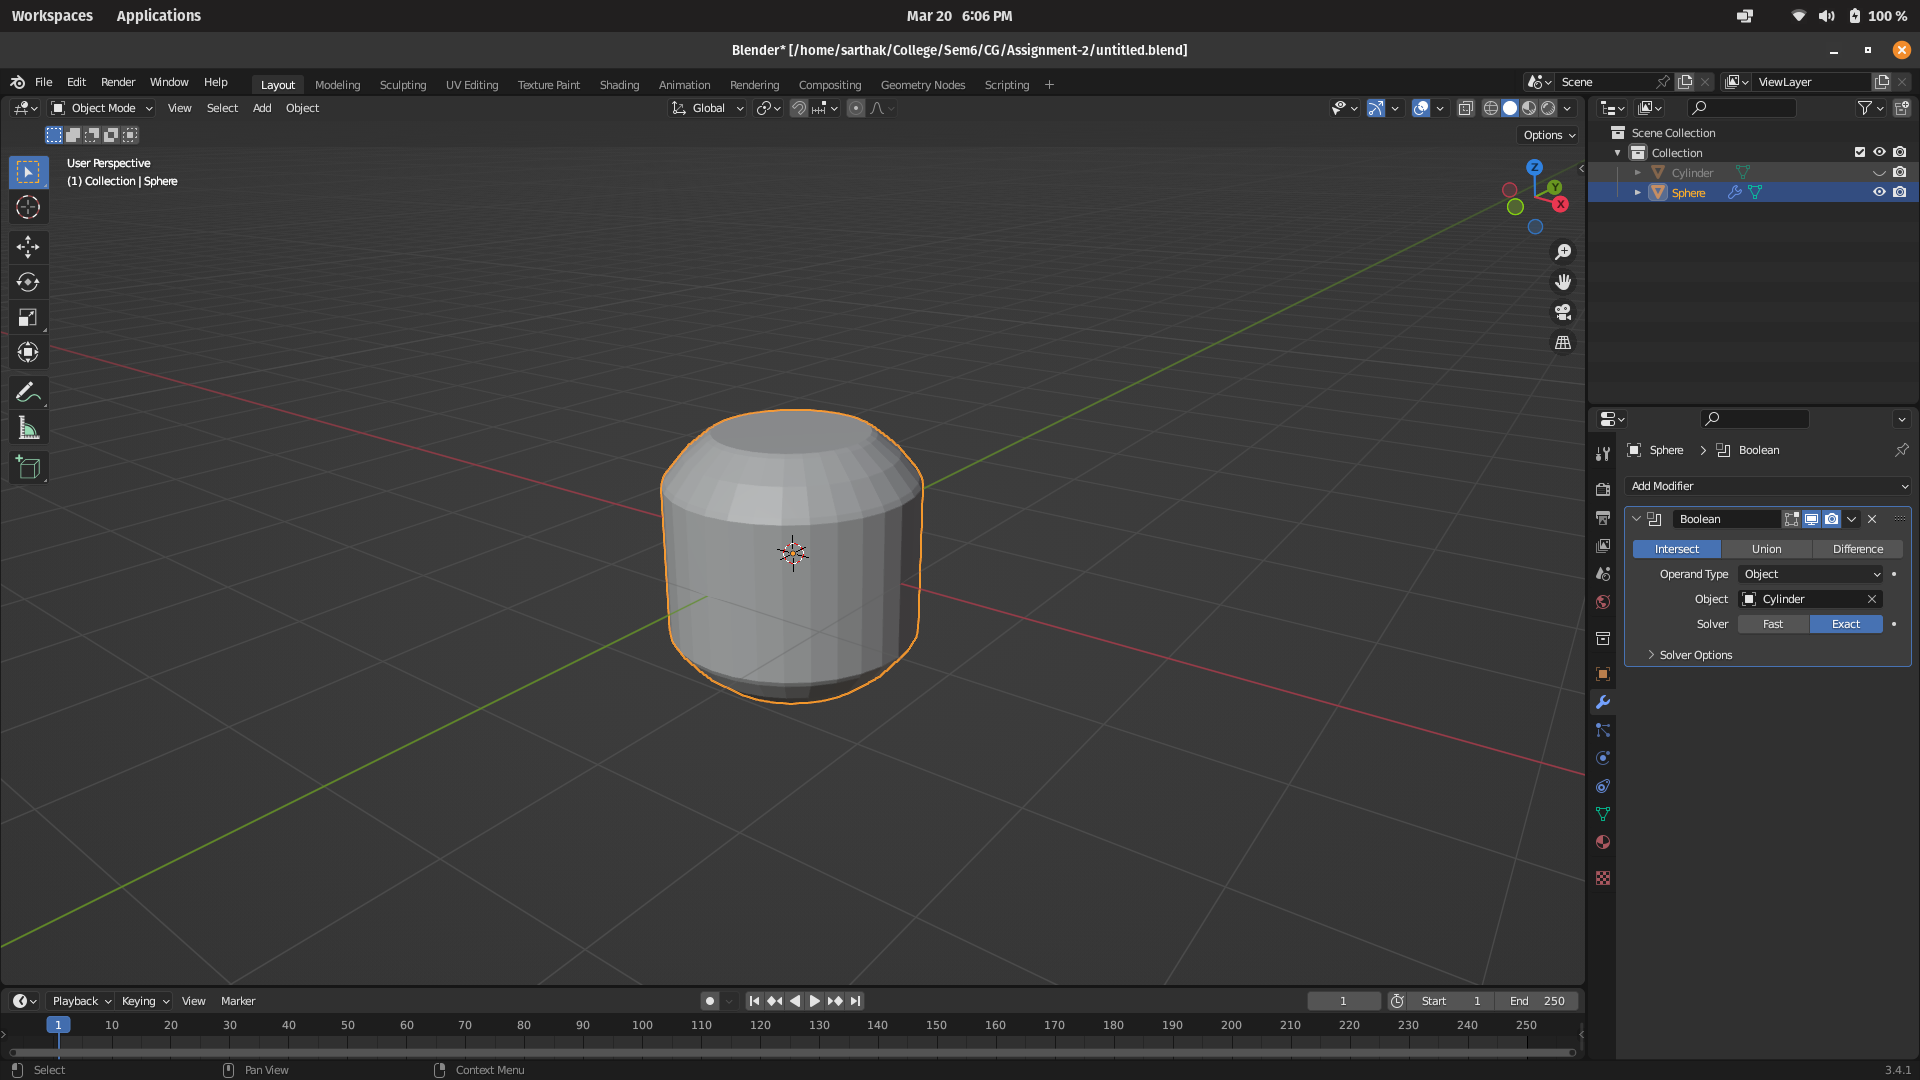 Workspaces Applications Mar 20 6:06 PM 100 %
Blender* [/home/sarthak/College/Sem6/CG/Assignment-2/untitled.blend]
File Edit Render Window Help Layout Modeling Sculpting UV Editing Texture Paint Shading Animation Rendering Compositing Geometry Nodes Scripting + Scene ViewLayer
Object Mode View Select Add Object Global
Options
User Perspective
(1) Collection | Sphere
Z
Y
X
Scene Collection
Collection
Cylinder
Sphere
Sphere > Boolean
Add Modifier
Boolean
Intersect Union Difference
Operand Type Object
Object Cylinder
Solver Fast Exact
Solver Options
Playback Keying View Marker 1 Start 1 End 250
1 10 20 30 40 50 60 70 80 90 100 110 120 130 140 150 160 170 180 190 200 210 220 230 240 250
Select Pan View Context Menu 3.4.1